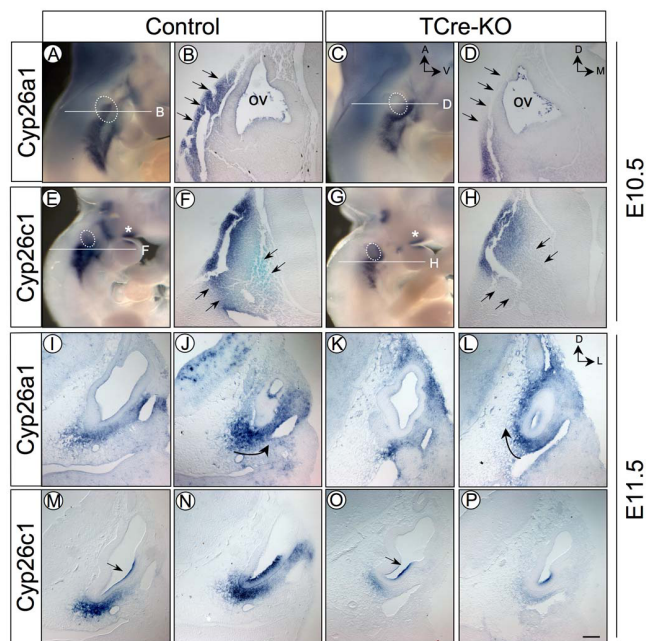 Control TCre-KO
Cyp26a1
A B B OV C A V D D OV D M
E10.5
Cyp26c1
E * F F G * H H
Cyp26a1
I J K L D L
E11.5
Cyp26c1
M N O P